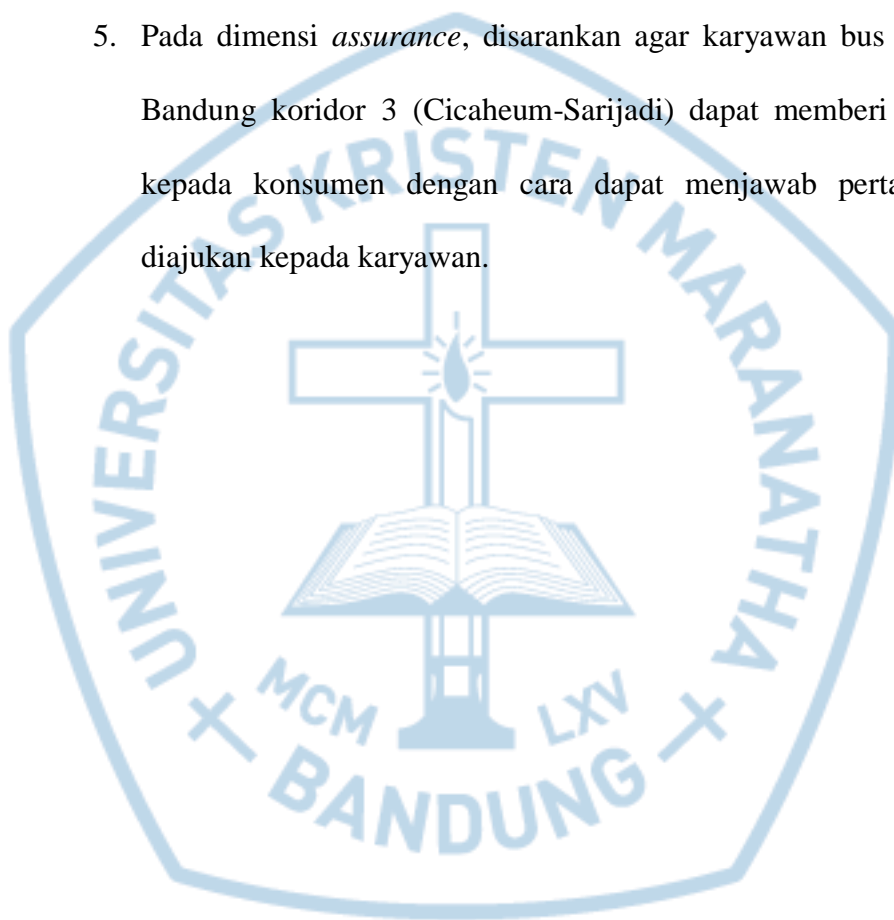 5. Pada dimensi assurance, disarankan agar karyawan bus
Bandung koridor 3 (Cicaheum-Sarijadi) dapat memberi
kepada konsumen dengan cara dapat menjawab perta
diajukan kepada karyawan.
UNIVERSITAS KRISTEN MARANATHA
MCM LXV
BANDUNG